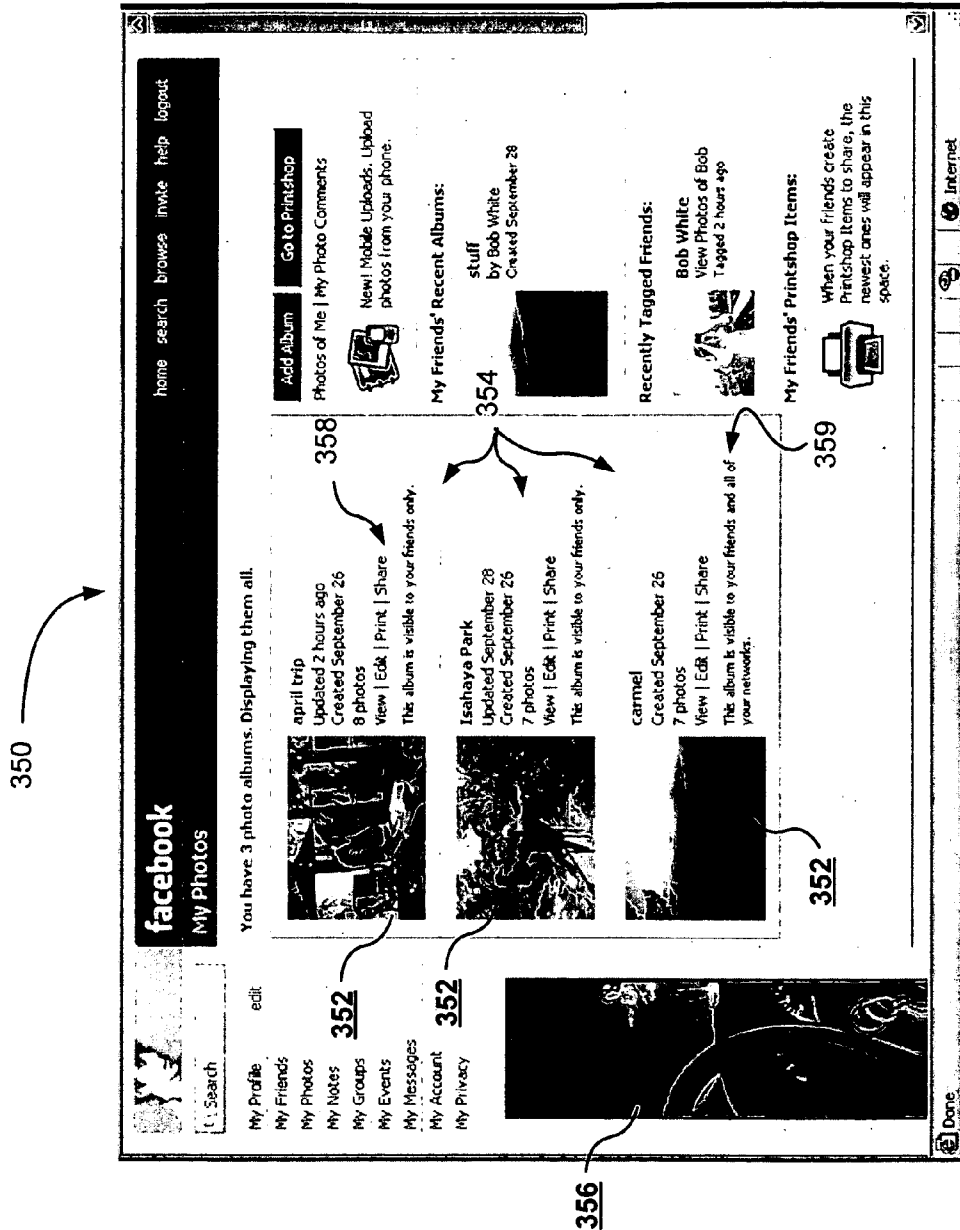 350
facebook
home search browse invite help logout
My Photos
Search
My Profile edit
My Friends
My Photos
My Notes
My Groups
My Events
My Messages
My Account
My Privacy
356
You have 3 photo albums. Displaying them all.
352
april trip
Updated 2 hours ago
Created September 26
8 photos
View | Edit | Print | Share
This album is visible to your friends only.
358
352
Isahaya Park
Updated September 28
Created September 26
7 photos
View | Edit | Print | Share
This album is visible to your friends only.
354
352
carmel
Created September 26
7 photos
View | Edit | Print | Share
This album is visible to your friends and all of
your networks.
359
Add Album
Go to Printshop
Photos of Me | My Photo Comments
New! Mobile Uploads. Upload
photos from your phone.
My Friends' Recent Albums:
stuff
by Bob White
Created September 28
Recently Tagged Friends:
Bob White
View Photos of Bob
Tagged 2 hours ago
My Friends' Printshop Items:
When your friends create
Printshop Items to share, the
newest ones will appear in this
space.
Done
Internet